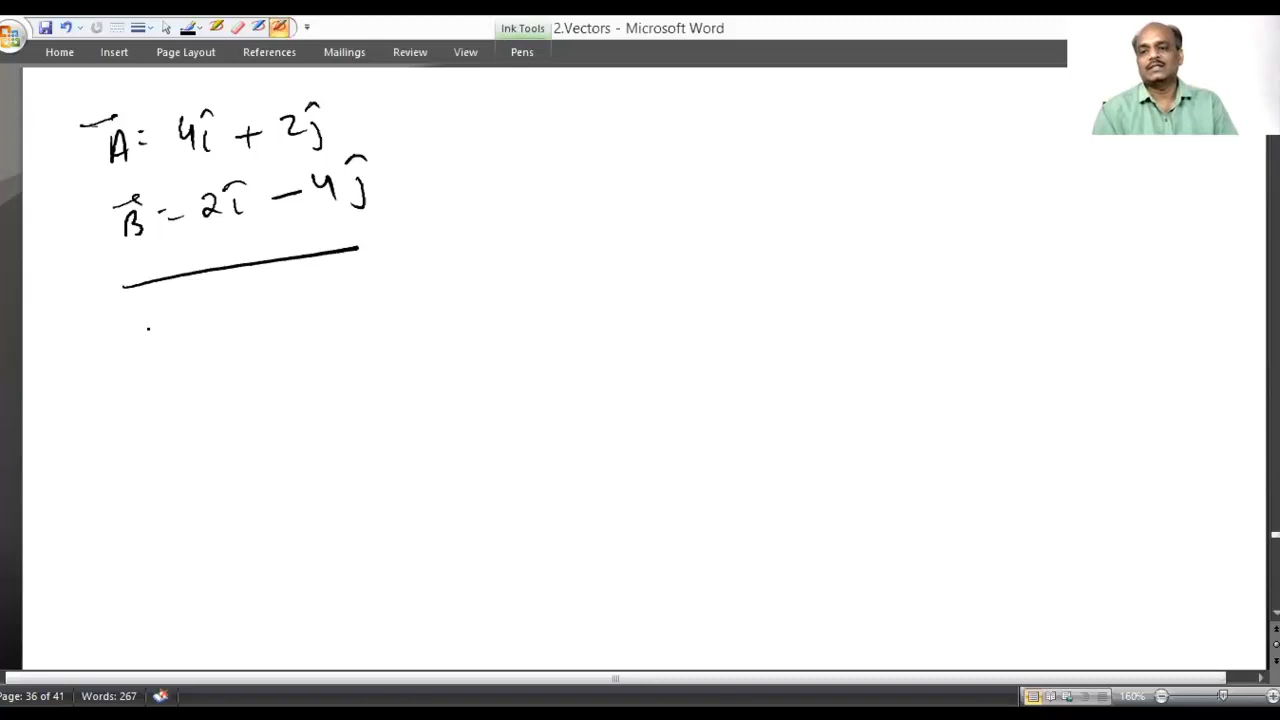 Ink Tools 2.Vectors - Microsoft Word
Home Insert Page Layout References Mailings Review View Pens
A⃗ = 4î + 2ĵ
B⃗ = 2î - 4ĵ
Page: 36 of 41 Words: 267 160%